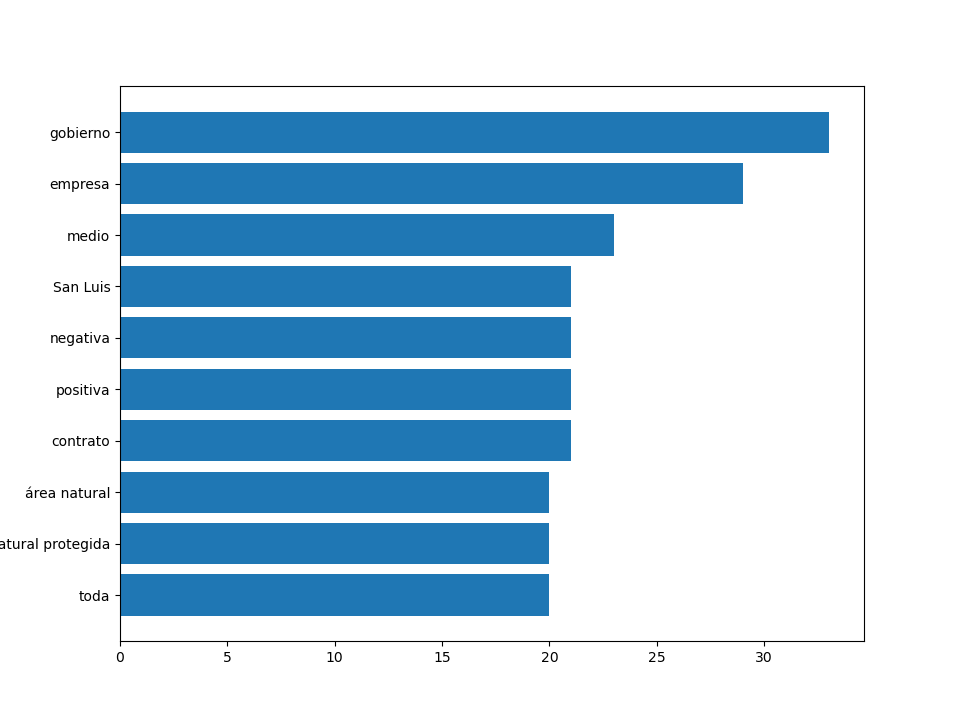 gobierno
empresa
medio
San Luis
negativa
positiva
contrato
área natural
atural protegida
toda
0 5 10 15 20 25 30